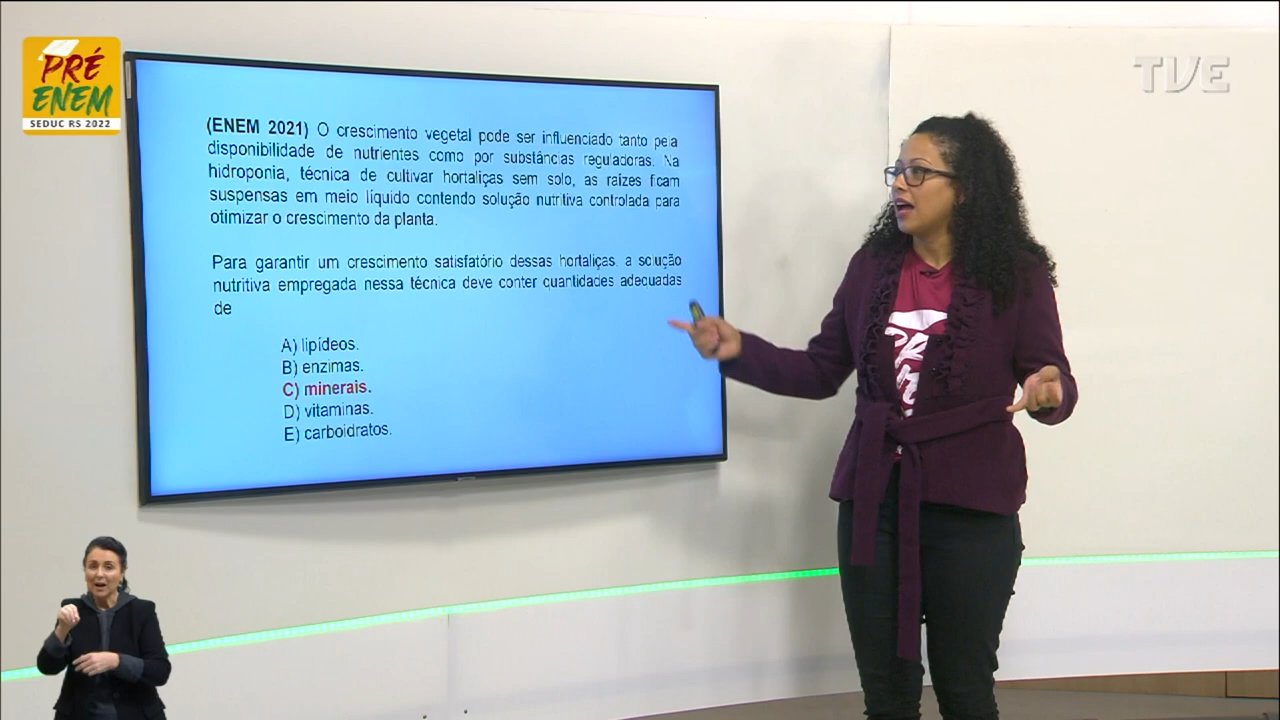 PRÉ
ENEM
SEDUC RS 2022
TVE
(ENEM 2021) O crescimento vegetal pode ser influenciado tanto pela
disponibilidade de nutrientes como por substâncias reguladoras. Na
hidroponia, técnica de cultivar hortaliças sem solo, as raízes ficam
suspensas em meio líquido contendo solução nutritiva controlada para
otimizar o crescimento da planta.
Para garantir um crescimento satisfatório dessas hortaliças, a solução
nutritiva empregada nessa técnica deve conter quantidades adequadas
de
A) lipídeos.
B) enzimas.
C) minerais.
D) vitaminas.
E) carboidratos.